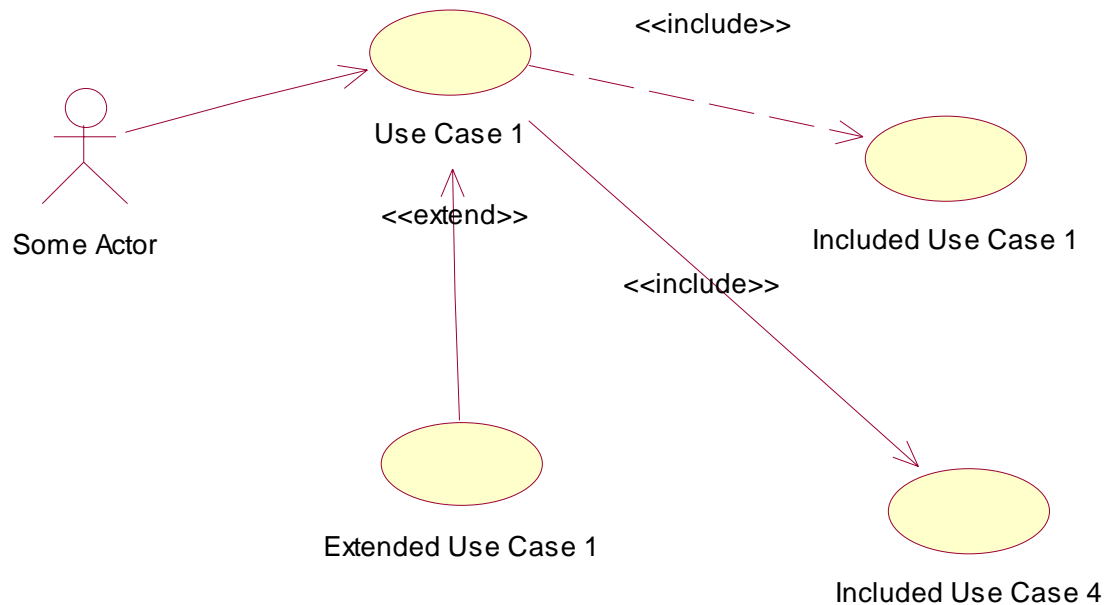 <<include>>
Use Case 1
<<extend>>
Some Actor
Included Use Case 1
<<include>>
Extended Use Case 1
Included Use Case 4